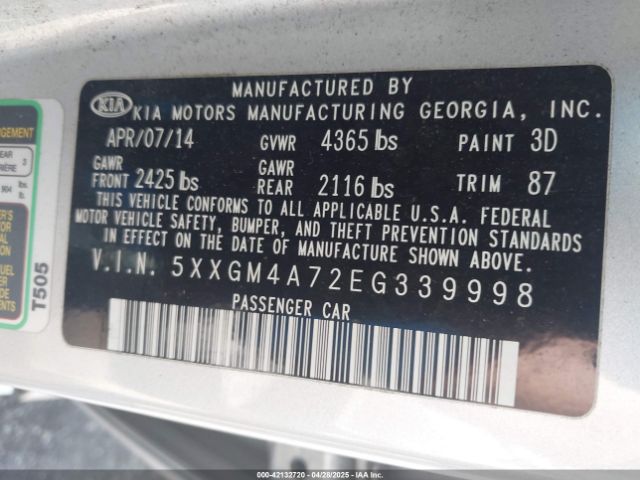 MANUFACTURED BY
KIA KIA MOTORS MANUFACTURING GEORGIA, INC.
APR/07/14 GVWR 4365 lbs PAINT 3D
GAWR FRONT 2425 lbs GAWR REAR 2116 lbs TRIM 87
THIS VEHICLE CONFORMS TO ALL APPLICABLE U.S.A. FEDERAL
MOTOR VEHICLE SAFETY, BUMPER, AND THEFT PREVENTION STANDARDS
IN EFFECT ON THE DATE OF MANUFACTURE SHOWN ABOVE.
V.I.N. 5XXGM4A72EG339998
PASSENGER CAR
T505
000-42132720 04/28/2025 - IAA Inc.